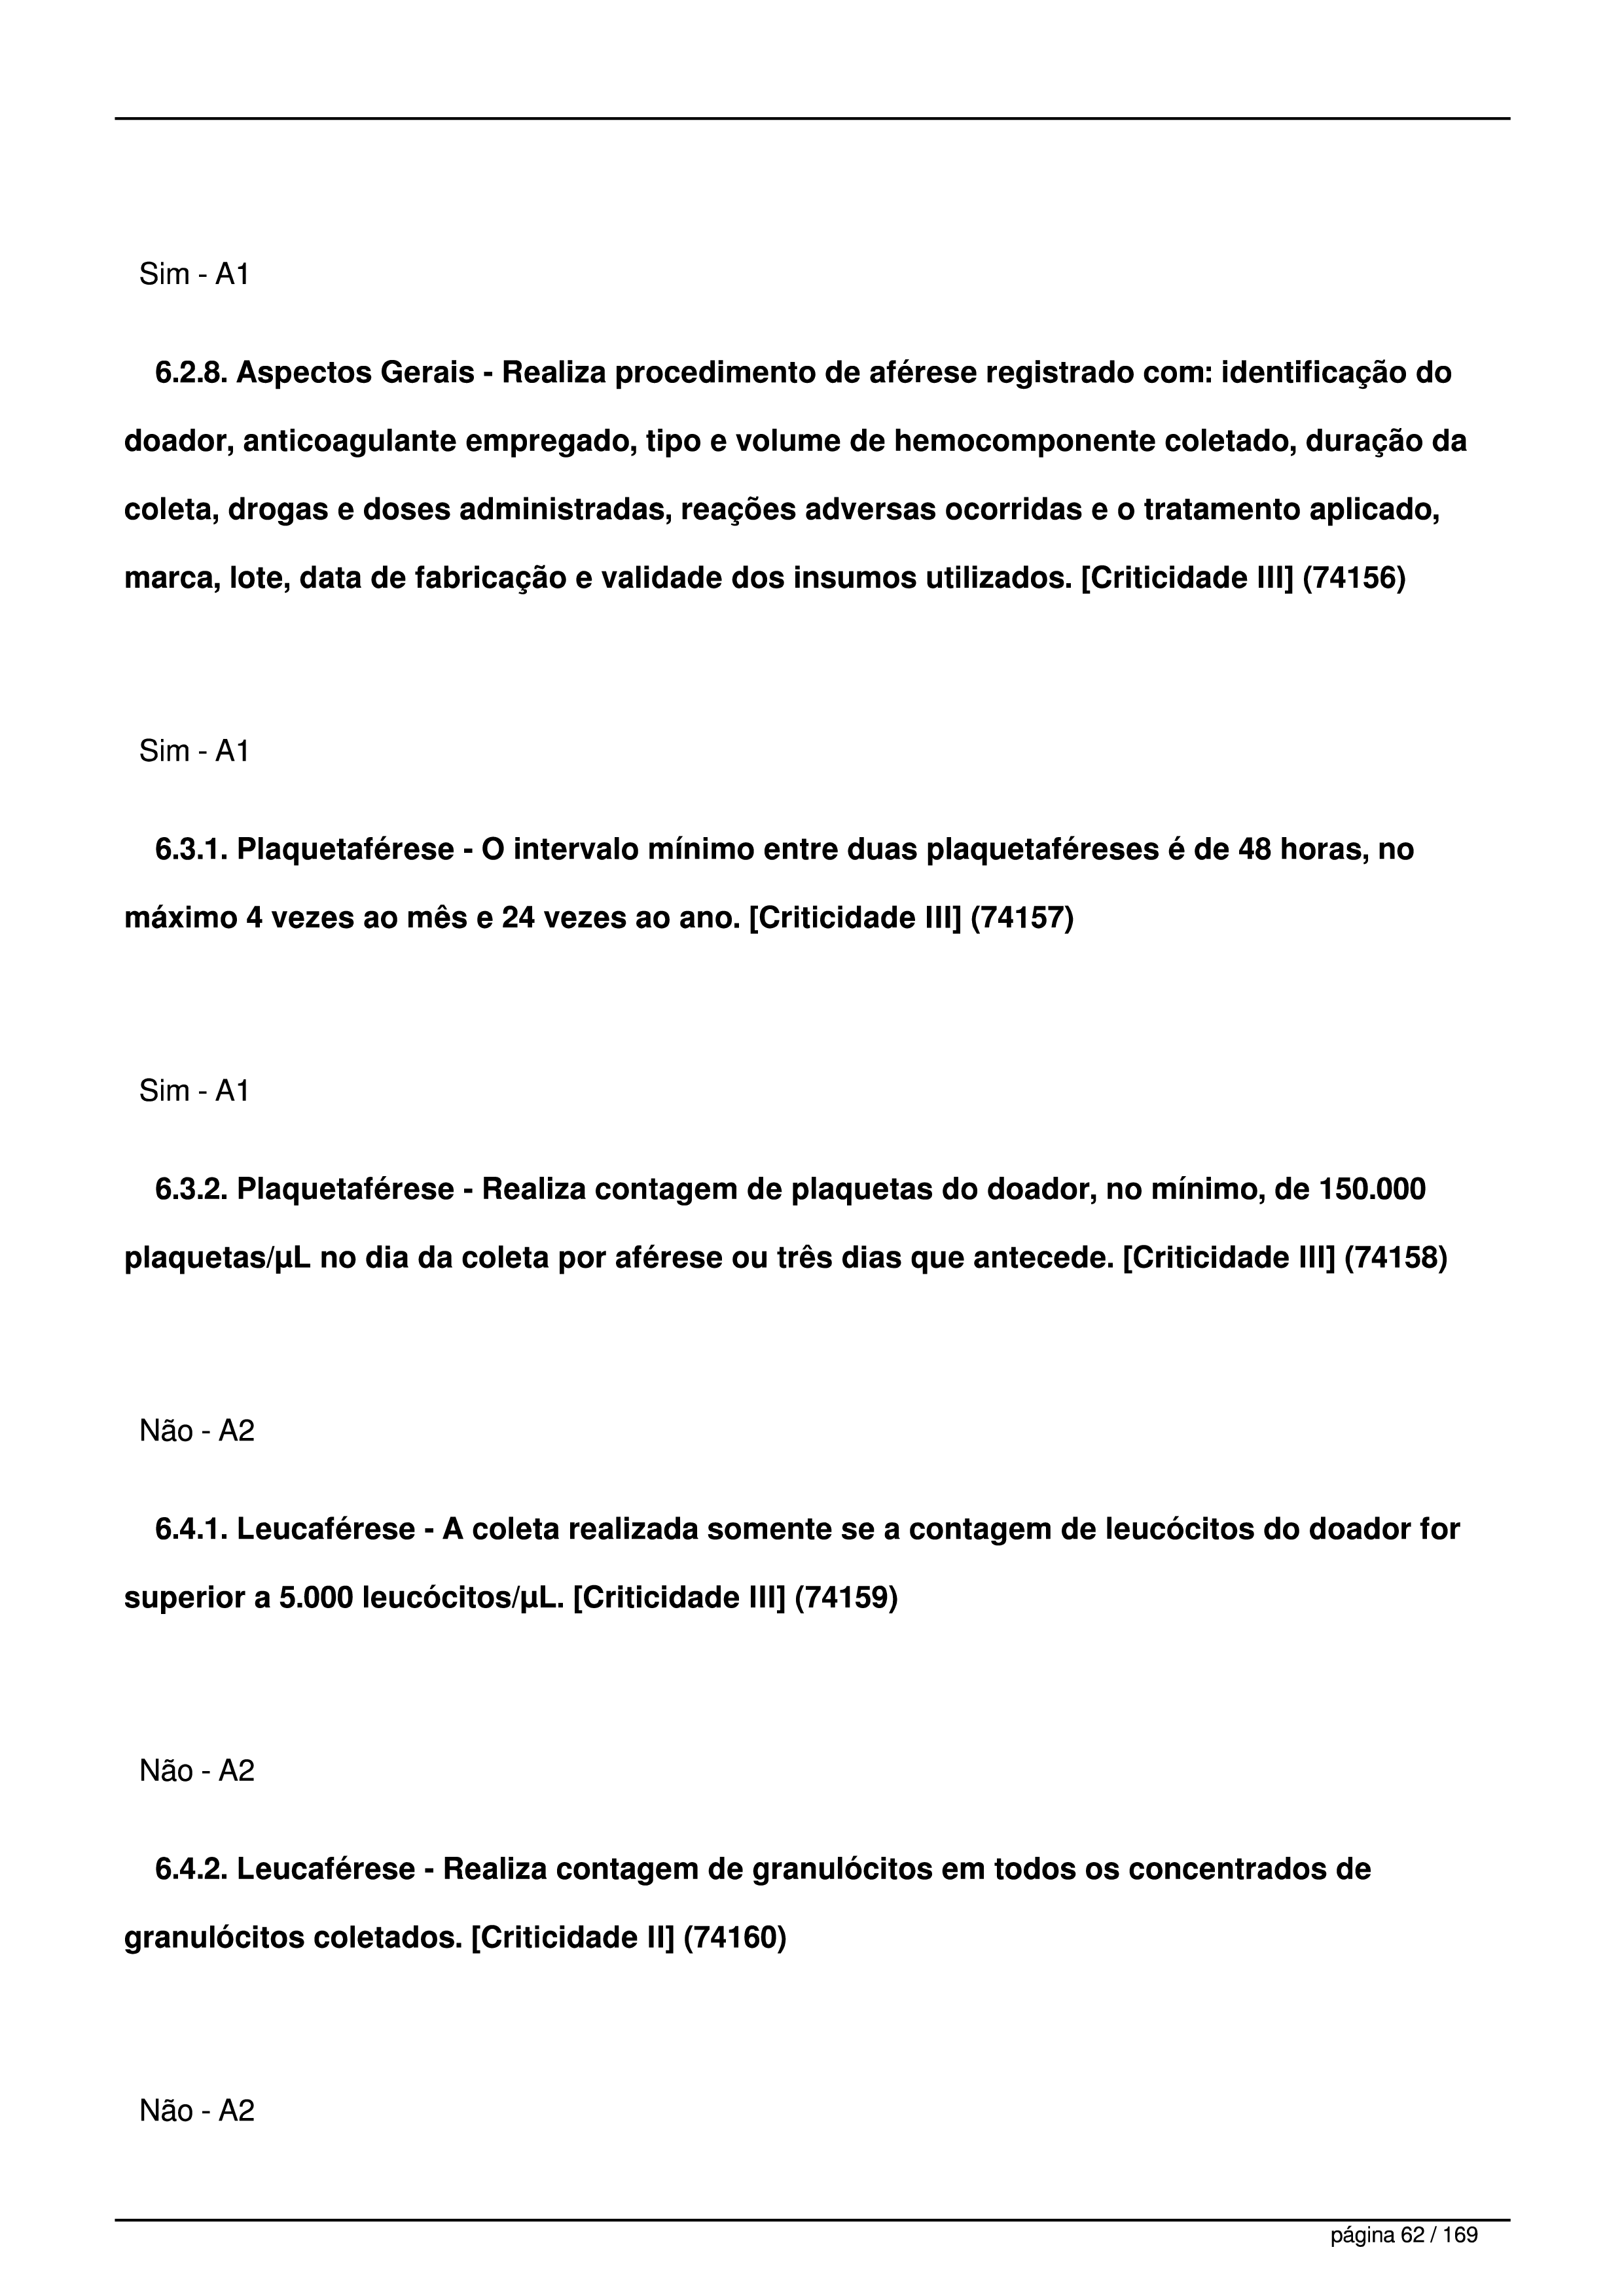 Sim - A1
6.2.8. Aspectos Gerais - Realiza procedimento de aférese registrado com: identificação do
doador, anticoagulante empregado, tipo e volume de hemocomponente coletado, duração da
coleta, drogas e doses administradas, reações adversas ocorridas e o tratamento aplicado,
marca, lote, data de fabricação e validade dos insumos utilizados. [Criticidade III] (74156)
Sim - A1
6.3.1. Plaquetaférese - O intervalo mínimo entre duas plaquetaféreses é de 48 horas, no
máximo 4 vezes ao mês e 24 vezes ao ano. [Criticidade III] (74157)
Sim - A1
6.3.2. Plaquetaférese - Realiza contagem de plaquetas do doador, no mínimo, de 150.000
plaquetas/µL no dia da coleta por aférese ou três dias que antecede. [Criticidade III] (74158)
Não - A2
6.4.1. Leucaférese - A coleta realizada somente se a contagem de leucócitos do doador for
superior a 5.000 leucócitos/µL. [Criticidade III] (74159)
Não - A2
6.4.2. Leucaférese - Realiza contagem de granulócitos em todos os concentrados de
granulócitos coletados. [Criticidade II] (74160)
Não - A2
página 62 / 169